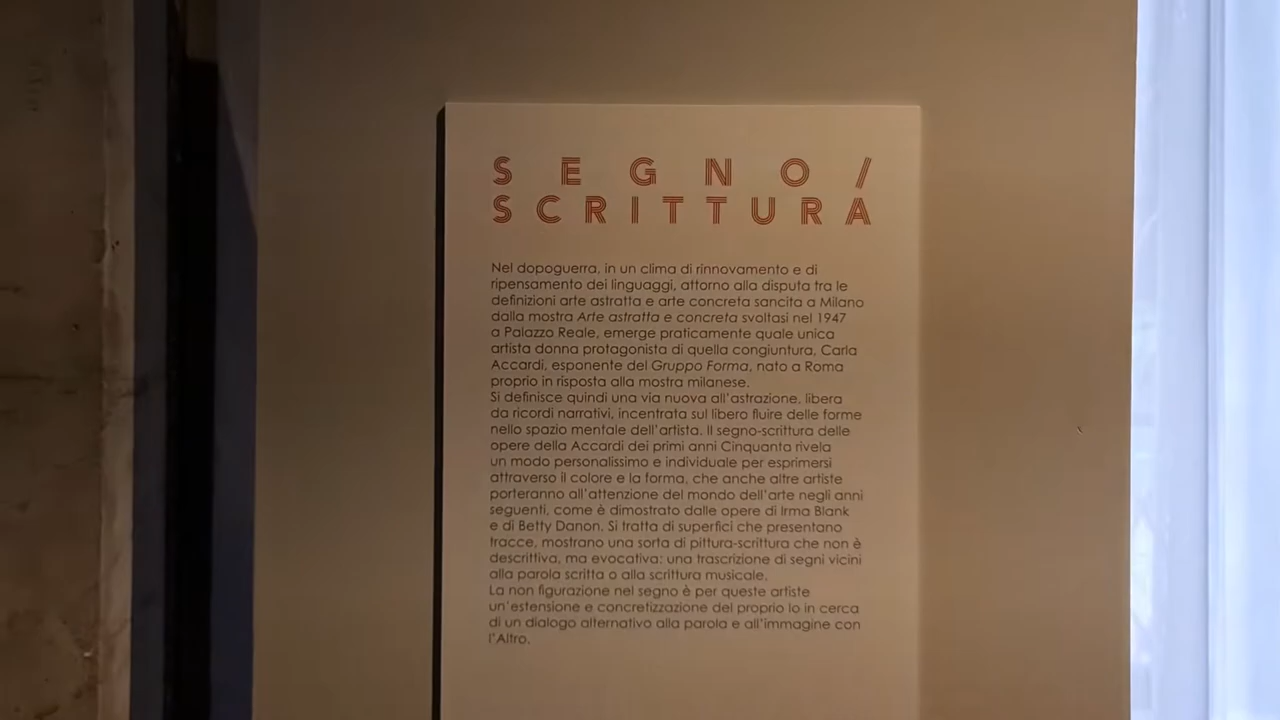 SEGNO/
SCRITTURA
Nel dopoguerra, in un clima di rinnovamento e di
ripensamento dei linguaggi, attorno alla disputa tra le
definizioni arte astratta e arte concreta sancita a Milano
dalla mostra Arte astratta e concreta svoltasi nel 1947
a Palazzo Reale, emerge praticamente quale unica
artista donna protagonista di quella congiuntura, Carla
Accardi, esponente del Gruppo Forma, nato a Roma
proprio in risposta alla mostra milanese.
Si definisce quindi una via nuova all'astrazione, libera
da ricordi narrativi, incentrata sul libero fluire delle forme
nello spazio mentale dell'artista. Il segno-scrittura delle
opere della Accardi dei primi anni Cinquanta rivela
un modo personalissimo e individuale per esprimersi
attraverso il colore e la forma, che anche altre artiste
porteranno all'attenzione del mondo dell'arte negli anni
seguenti, come è dimostrato dalle opere di Irma Blank
e di Betty Danon. Si tratta di superfici che presentano
tracce, mostrano una sorta di pittura-scrittura che non è
descrittiva, ma evocativa: una trascrizione di segni vicini
alla parola scritta o alla scrittura musicale.
La non figurazione nel segno è per queste artiste
un'estensione e concretizzazione del proprio Io in cerca
di un dialogo alternativo alla parola e all'immagine con
l'Altro.